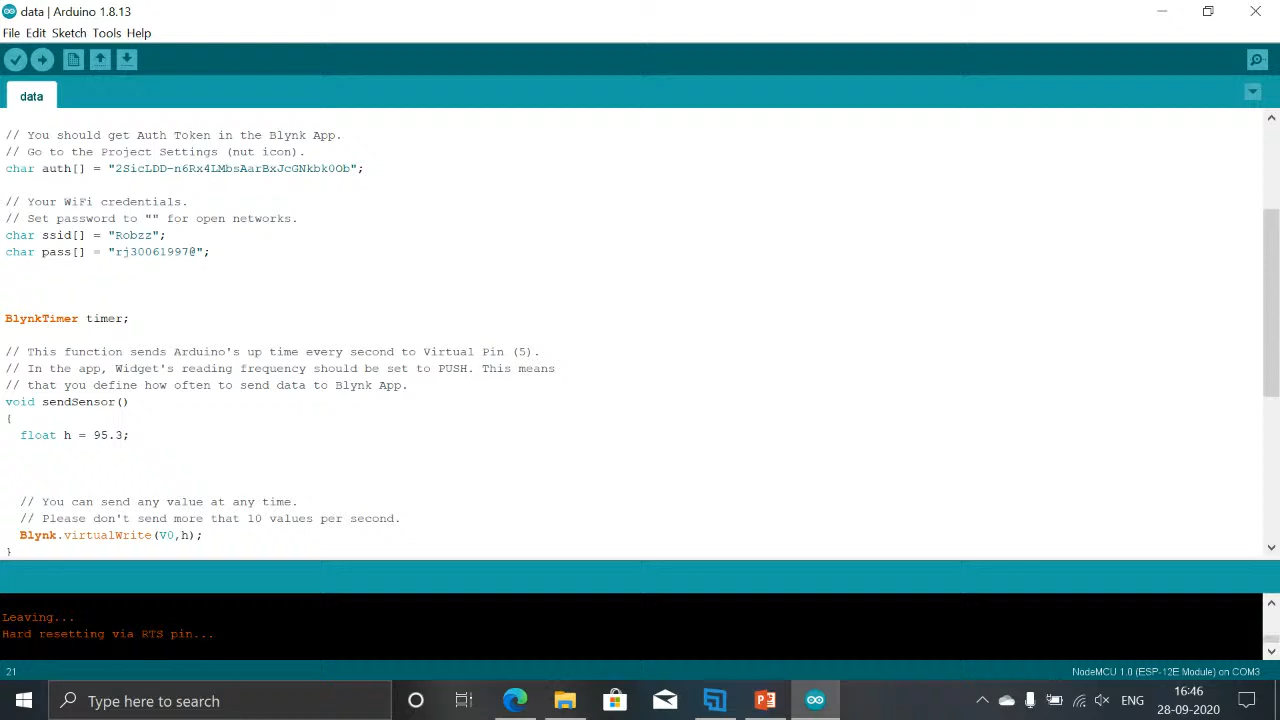 data | Arduino 1.8.13
File Edit Sketch Tools Help
data
// You should get Auth Token in the Blynk App.
// Go to the Project Settings (nut icon).
char auth[] = "2SicLDD-n6Rx4LMbsAarBxJcGNkbk0Ob";
// Your WiFi credentials.
// Set password to "" for open networks.
char ssid[] = "Robzz";
char pass[] = "rj30061997@";
BlynkTimer timer;
// This function sends Arduino's up time every second to Virtual Pin (5).
// In the app, Widget's reading frequency should be set to PUSH. This means
// that you define how often to send data to Blynk App.
void sendSensor()
{
float h = 95.3;
// You can send any value at any time.
// Please don't send more that 10 values per second.
Blynk.virtualWrite(V0,h);
}
Leaving...
Hard resetting via RTS pin...
21
NodeMCU 1.0 (ESP-12E Module) on COM3
Type here to search
ENG
16:46
28-09-2020